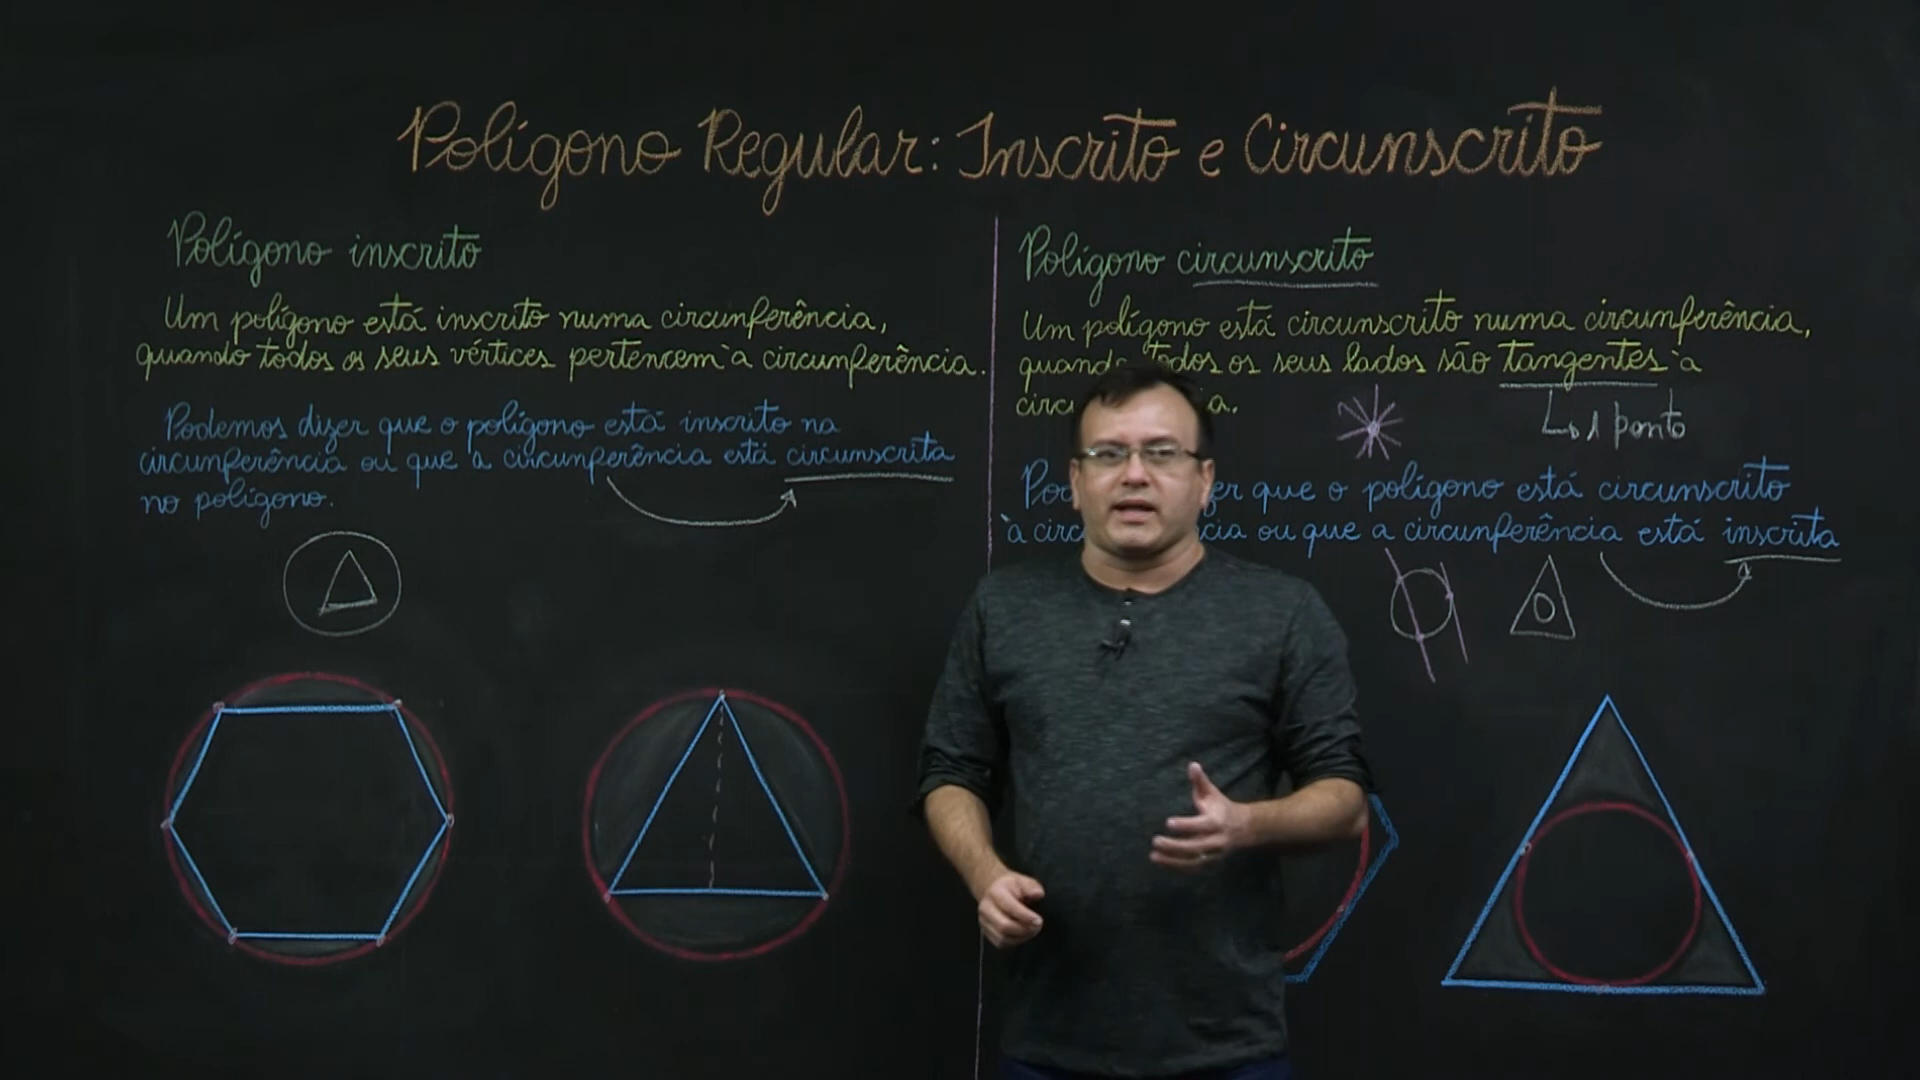 Polígono Regular: Inscrito e Circunscrito
Polígono inscrito
Um polígono está inscrito numa circunferência,
quando todos os seus vértices pertencem à circunferência.
Podemos dizer que o polígono está inscrito na
circunferência ou que a circunferência está circunscrita
no polígono.
Polígono circunscrito
Um polígono está circunscrito numa circunferência,
todos os seus lados são tangentes à
1 ponto
que o polígono está circunscrito
à ou que a circunferência está inscrita